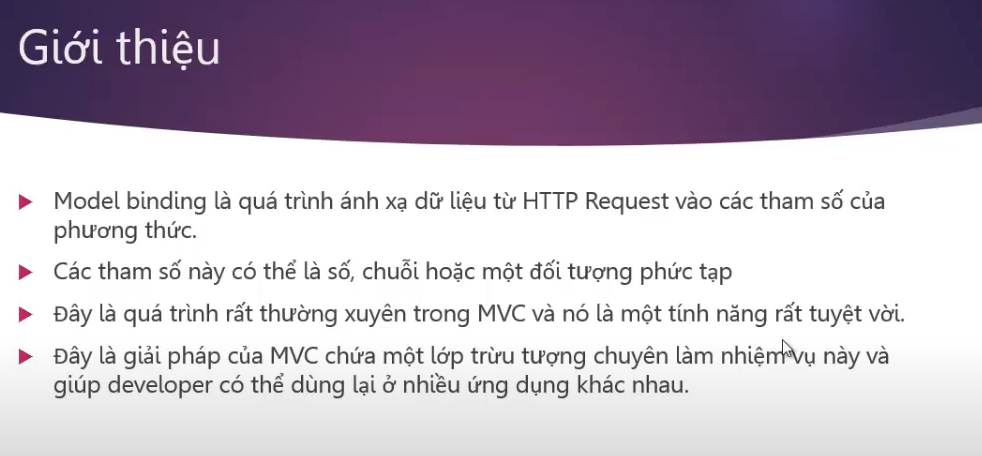 Giới thiệu
Model binding là quá trình ánh xạ dữ liệu từ HTTP Request vào các tham số của
phương thức.
Các tham số này có thể là số, chuỗi hoặc một đối tượng phức tạp
Đây là quá trình rất thường xuyên trong MVC và nó là một tính năng rất tuyệt vời.
Đây là giải pháp của MVC chứa một lớp trừu tượng chuyên làm nhiệm vụ này và
giúp developer có thể dùng lại ở nhiều ứng dụng khác nhau.